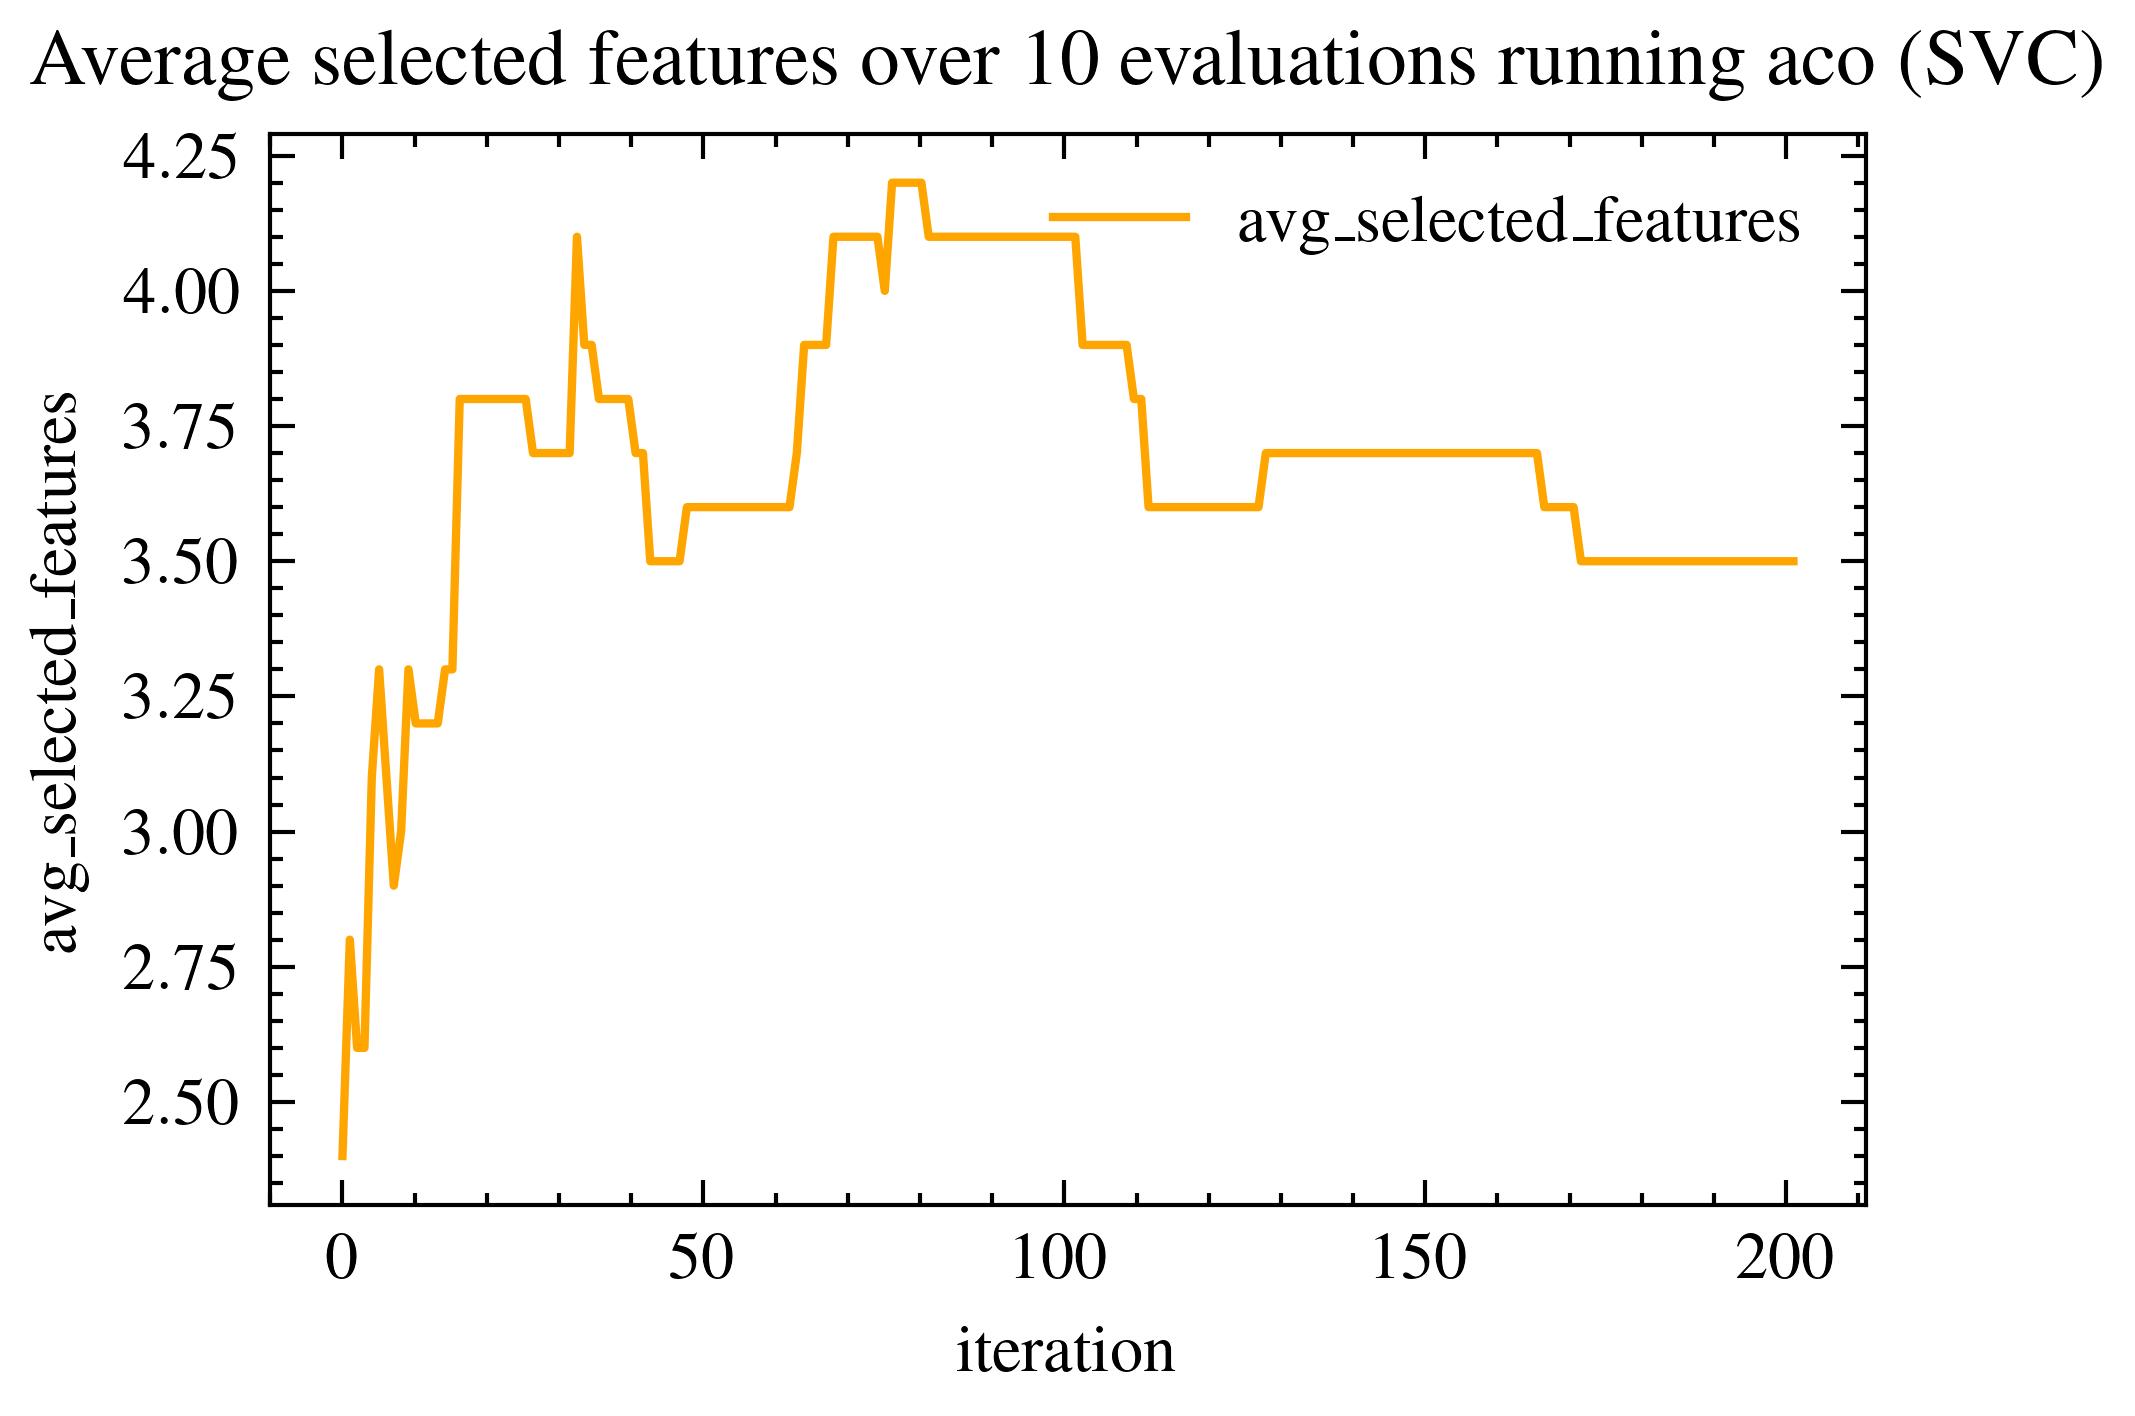 Average selected features over 10 evaluations running aco (SVC)
avg_selected_features
4.25
4.00
3.75
3.50
3.25
3.00
2.75
2.50
avg_selected_features
0 50 100 150 200
iteration